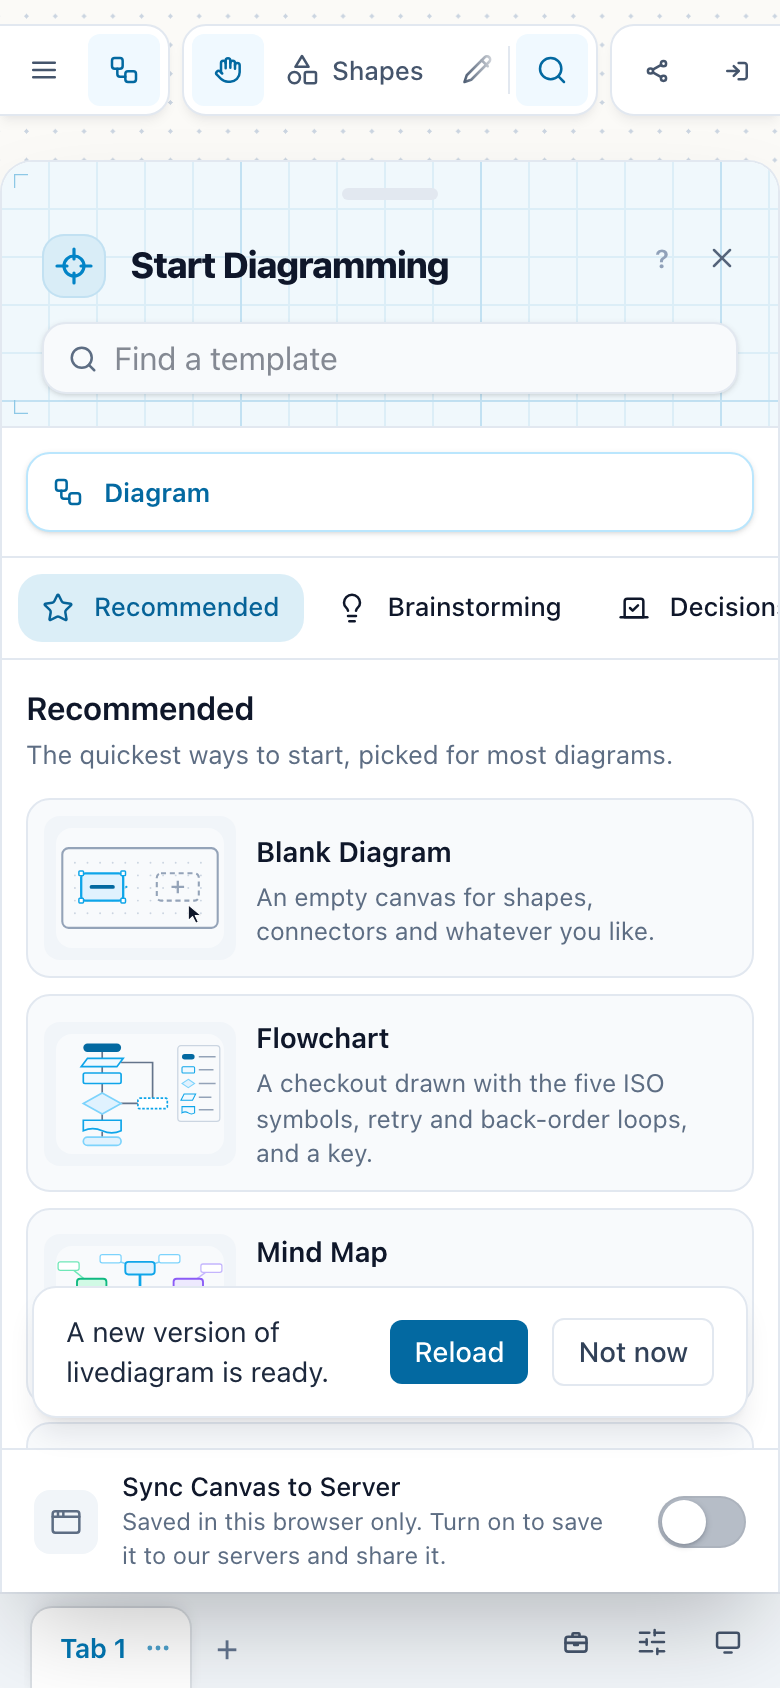 Shapes
Start Diagramming
?
Find a template
Diagram
Recommended
Brainstorming
Decision
Recommended
The quickest ways to start, picked for most diagrams.
Blank Diagram
An empty canvas for shapes,
connectors and whatever you like.
Flowchart
A checkout drawn with the five ISO
symbols, retry and back-order loops,
and a key.
Mind Map
A new version of
livediagram is ready.
Reload
Not now
Sync Canvas to Server
Saved in this browser only. Turn on to save
it to our servers and share it.
Tab 1